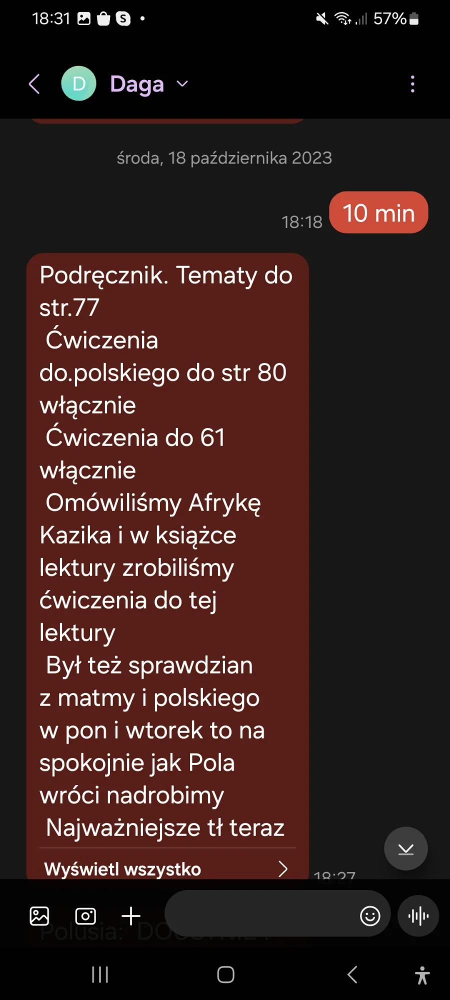 18:31
57%
D Daga
środa, 18 października 2023
18:18 10 min
Podręcznik. Tematy do
str.77
Ćwiczenia
do.polskiego do str 80
włącznie
Ćwiczenia do 61
włącznie
Omówiliśmy Afrykę
Kazika i w książce
lektury zrobiliśmy
ćwiczenia do tej
lektury
Był też sprawdzian
z matmy i polskiego
w pon i wtorek to na
spokojnie jak Pola
wróci nadrobimy
Najważniejsze tł teraz
Wyświetl wszystko
18:27
Polusia: